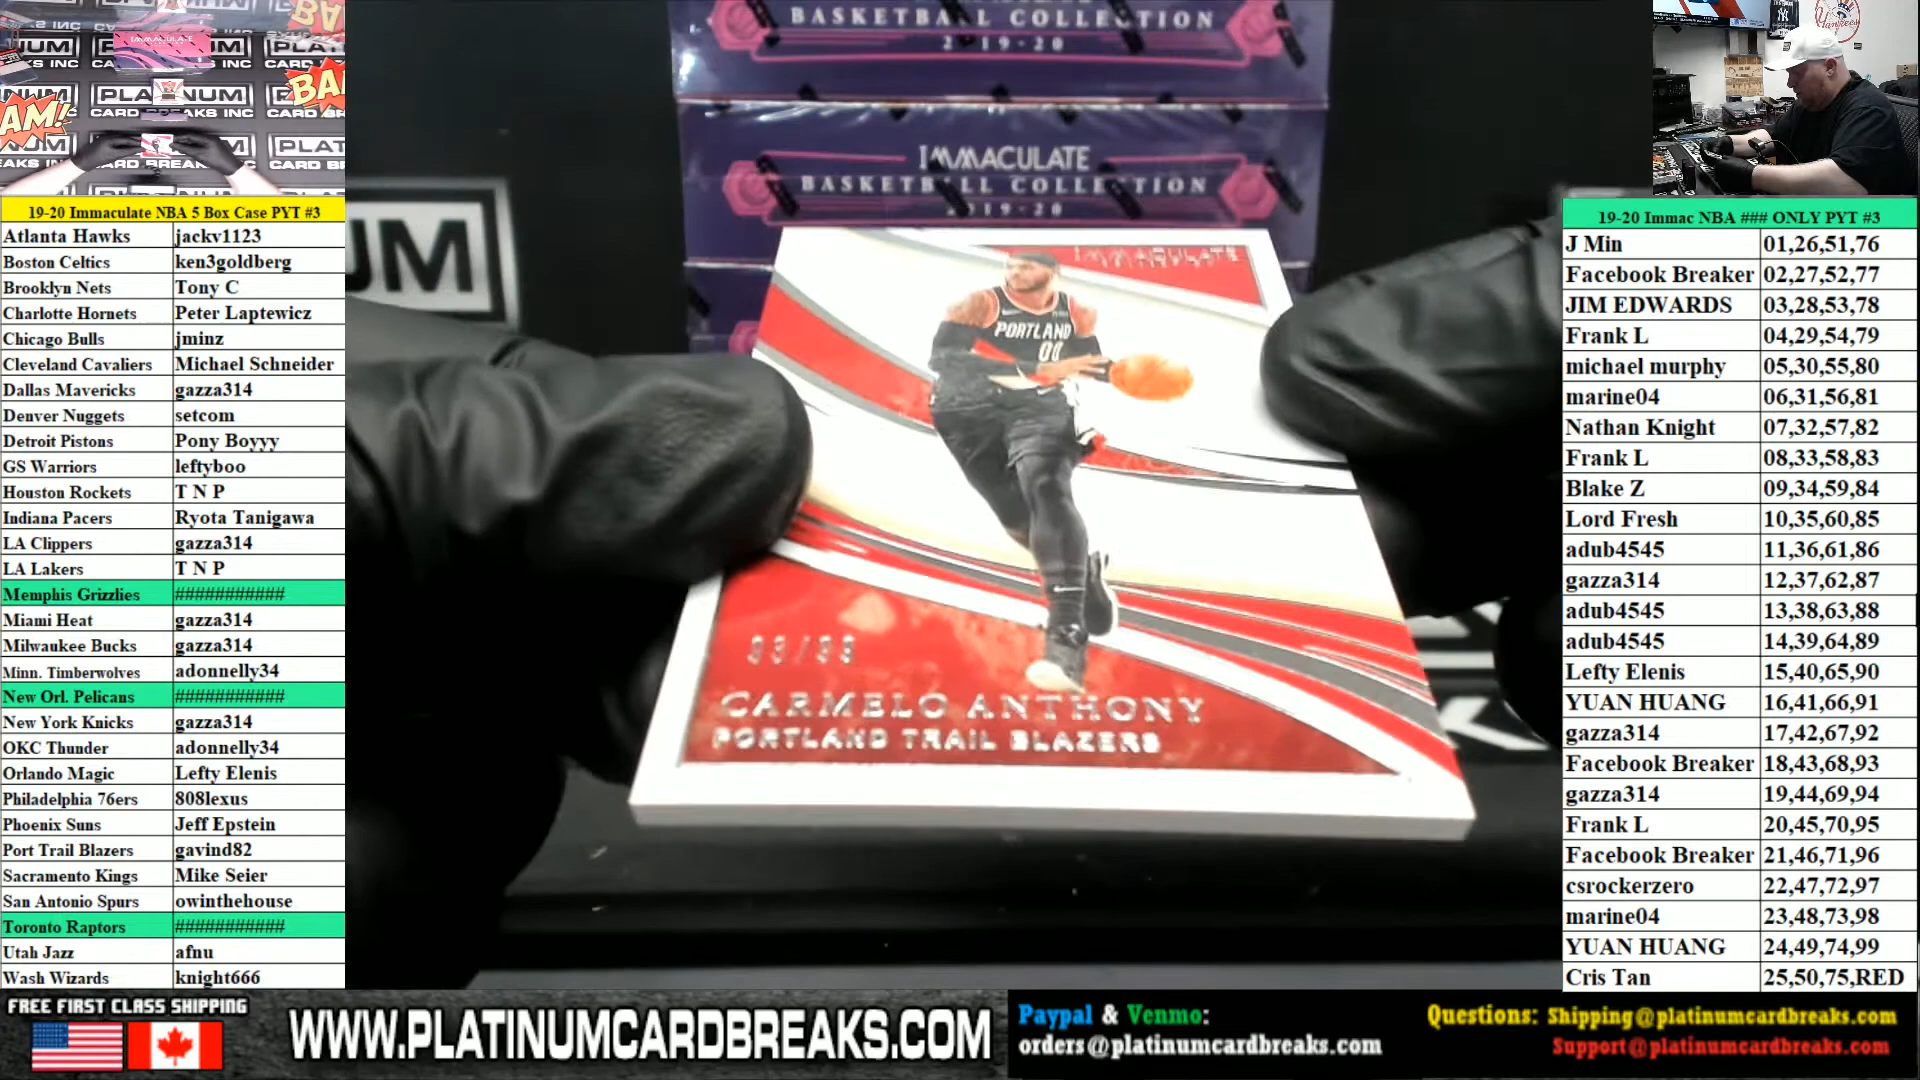 19-20 Immaculate NBA 5 Box Case PYT #3
Atlanta Hawks jackv1123
Boston Celtics ken3goldberg
Brooklyn Nets Tony C
Charlotte Hornets Peter Laptewicz
Chicago Bulls jminz
Cleveland Cavaliers Michael Schneider
Dallas Mavericks gazza314
Denver Nuggets setcom
Detroit Pistons Pony Boyyy
GS Warriors leftyboo
Houston Rockets T N P
Indiana Pacers Ryota Tanigawa
LA Clippers gazza314
LA Lakers T N P
Memphis Grizzlies ###########
Miami Heat gazza314
Milwaukee Bucks gazza314
Minn. Timberwolves adonnelly34
New Orl. Pelicans ###########
New York Knicks gazza314
OKC Thunder adonnelly34
Orlando Magic Lefty Elenis
Philadelphia 76ers 808lexus
Phoenix Suns Jeff Epstein
Port Trail Blazers gavind82
Sacramento Kings Mike Seier
San Antonio Spurs owinthehouse
Toronto Raptors ###########
Utah Jazz afnu
Wash Wizards knight666
BASKETBALL COLLECTION
2019-20
IMMACULATE
BASKETBALL COLLECTION
2019-20
IMMACULATE
PORTLAND
00
CARMELO ANTHONY
PORTLAND TRAIL BLAZERS
19-20 Immac NBA ### ONLY PYT #3
J Min 01,26,51,76
Facebook Breaker 02,27,52,77
JIM EDWARDS 03,28,53,78
Frank L 04,29,54,79
michael murphy 05,30,55,80
marine04 06,31,56,81
Nathan Knight 07,32,57,82
Frank L 08,33,58,83
Blake Z 09,34,59,84
Lord Fresh 10,35,60,85
adub4545 11,36,61,86
gazza314 12,37,62,87
adub4545 13,38,63,88
adub4545 14,39,64,89
Lefty Elenis 15,40,65,90
YUAN HUANG 16,41,66,91
gazza314 17,42,67,92
Facebook Breaker 18,43,68,93
gazza314 19,44,69,94
Frank L 20,45,70,95
Facebook Breaker 21,46,71,96
csrockerzero 22,47,72,97
marine04 23,48,73,98
YUAN HUANG 24,49,74,99
Cris Tan 25,50,75,RED
FREE FIRST CLASS SHIPPING
WWW.PLATINUMCARDBREAKS.COM
Paypal & Venmo:
orders@platinumcardbreaks.com
Questions: Shipping@platinumcardbreaks.com
Support@platinumcardbreaks.com